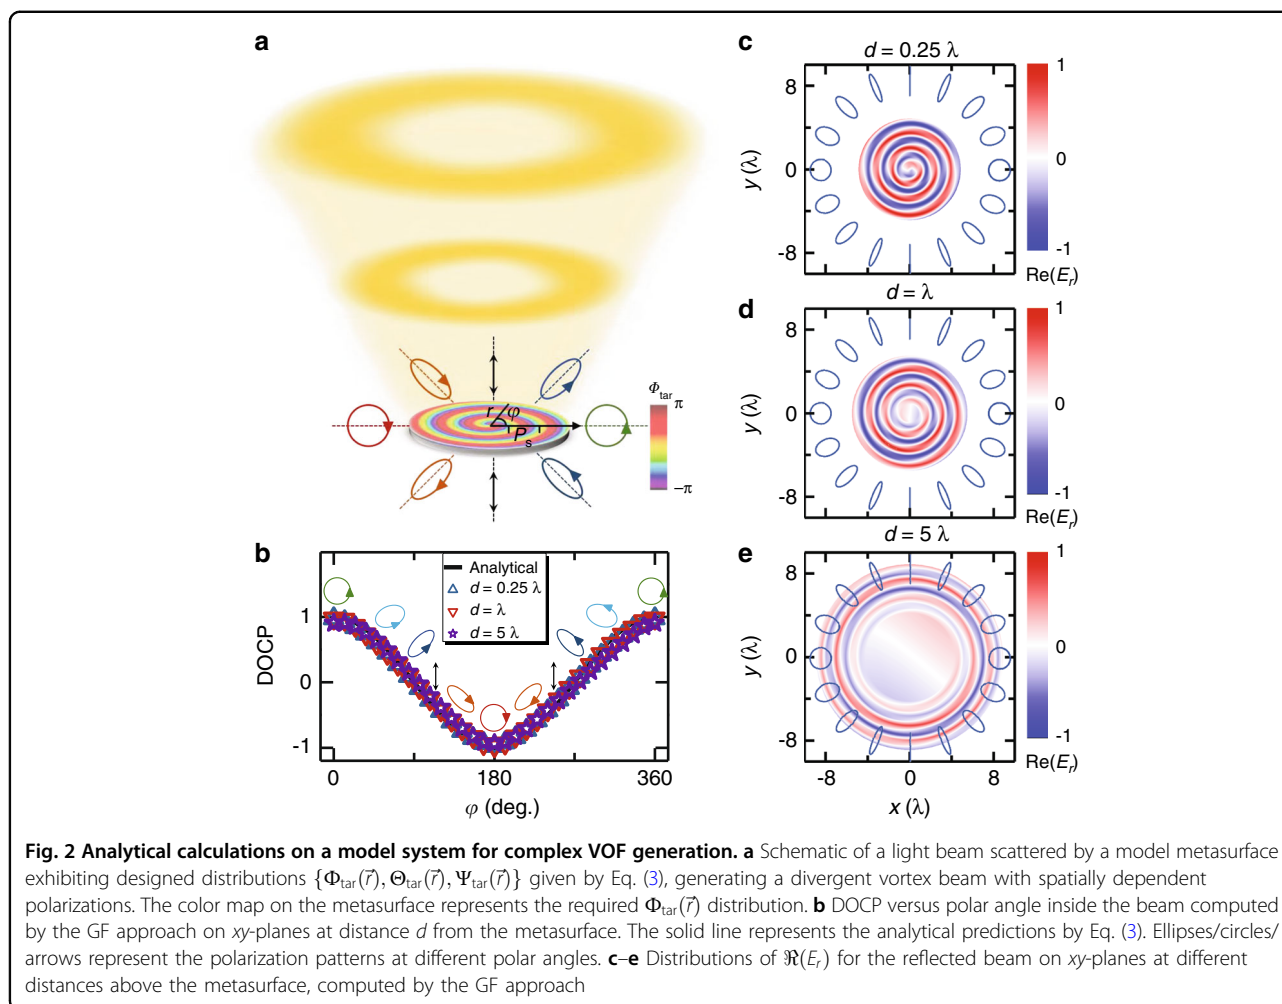 a
Φtar
π
−π
r
φ
Ps
b
DOCP
1
0
-1
0
180
360
φ (deg.)
Analytical
d = 0.25 λ
d = λ
d = 5 λ
c
d = 0.25 λ
8
0
-8
y (λ)
1
0
-1
Re(Er)
d
d = λ
8
0
-8
y (λ)
1
0
-1
Re(Er)
e
d = 5 λ
8
0
-8
y (λ)
-8
0
8
x (λ)
1
0
-1
Re(Er)
Fig. 2 Analytical calculations on a model system for complex VOF generation. a Schematic of a light beam scattered by a model metasurface
exhibiting designed distributions {Φtar(r⃗), Θtar(r⃗), Ψtar(r⃗)} given by Eq. (3), generating a divergent vortex beam with spatially dependent
polarizations. The color map on the metasurface represents the required Φtar(r⃗) distribution. b DOCP versus polar angle inside the beam computed
by the GF approach on xy-planes at distance d from the metasurface. The solid line represents the analytical predictions by Eq. (3). Ellipses/circles/
arrows represent the polarization patterns at different polar angles. c–e Distributions of ℜ(Er) for the reflected beam on xy-planes at different
distances above the metasurface, computed by the GF approach